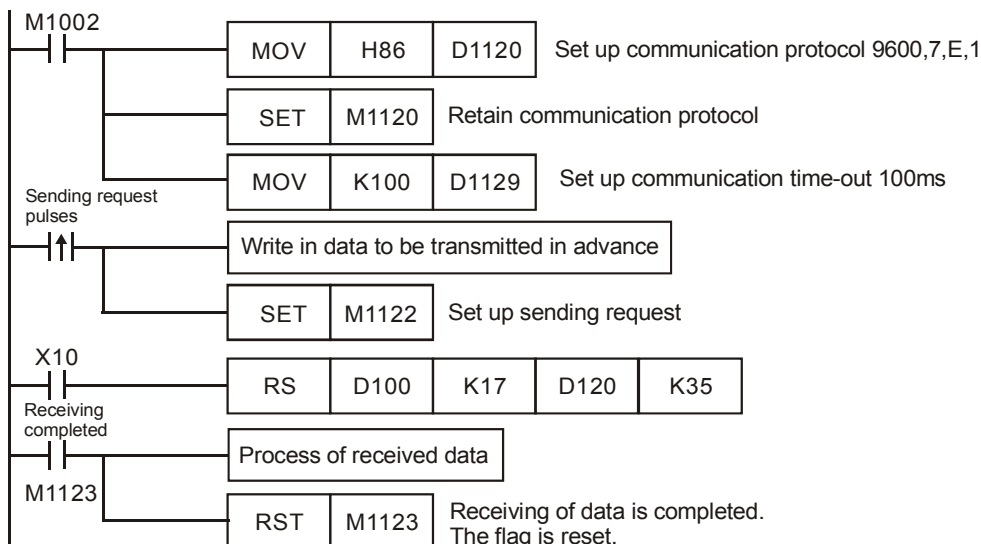 M1002
MOV H86 D1120 Set up communication protocol 9600,7,E,1
SET M1120 Retain communication protocol
MOV K100 D1129 Set up communication time-out 100ms
Sending request
pulses
Write in data to be transmitted in advance
SET M1122 Set up sending request
X10
RS D100 K17 D120 K35
Receiving
completed
Process of received data
M1123
RST M1123 Receiving of data is completed.
The flag is reset.